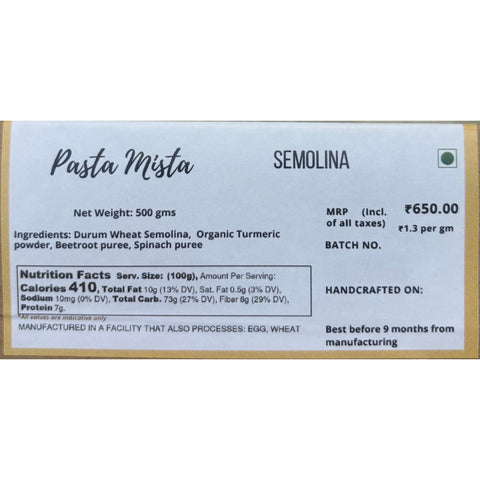 Pasta Mista
SEMOLINA
Net Weight: 500 gms
Ingredients: Durum Wheat Semolina, Organic Turmeric
powder, Beetroot puree, Spinach puree
MRP (Incl. ₹650.00
of all taxes) ₹1.3 per gm
BATCH NO.
Nutrition Facts Serv. Size: (100g), Amount Per Serving:
Calories 410, Total Fat 10g (13% DV), Sat. Fat 0.5g (3% DV),
Sodium 10mg (0% DV), Total Carb. 73g (27% DV), Fiber 8g (29% DV),
Protein 7g.
*All values are indicative only
MANUFACTURED IN A FACILITY THAT ALSO PROCESSES: EGG, WHEAT
HANDCRAFTED ON:
Best before 9 months from
manufacturing